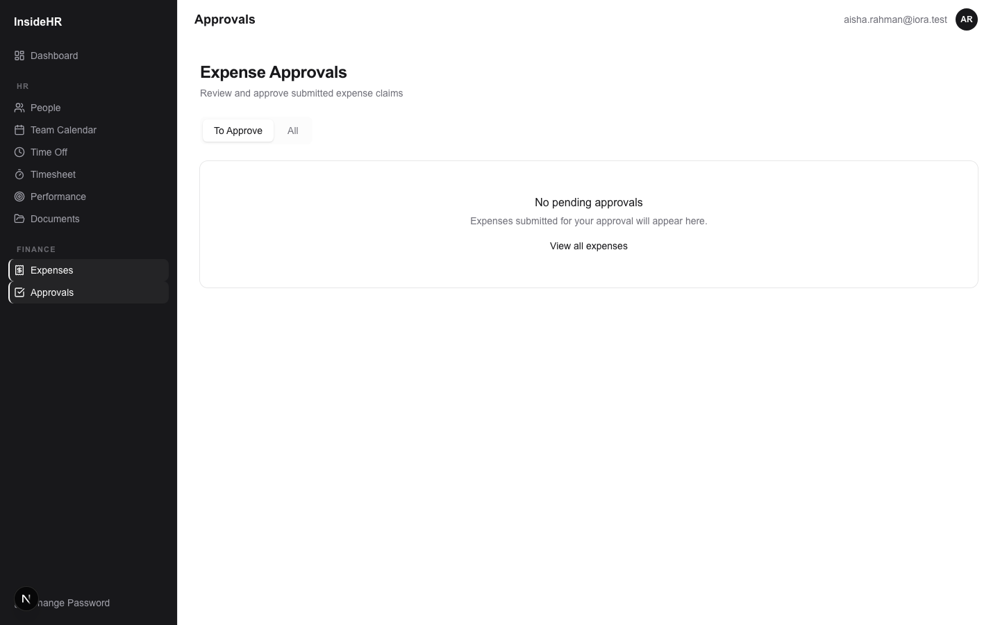 InsideHR
Dashboard
HR
People
Team Calendar
Time Off
Timesheet
Performance
Documents
FINANCE
Expenses
Approvals
hange Password
Approvals
aisha.rahman@iora.test
AR
Expense Approvals
Review and approve submitted expense claims
To Approve
All
No pending approvals
Expenses submitted for your approval will appear here.
View all expenses
N